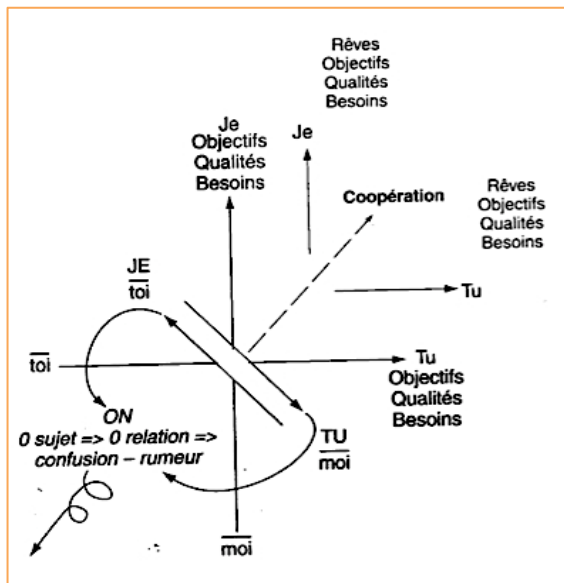 Rêves
Objectifs
Qualités
Besoins
Je
Objectifs
Qualités
Besoins
Je
Coopération
Rêves
Objectifs
Qualités
Besoins
Tu
JE
toi
toi
Tu
Objectifs
Qualités
Besoins
ON
0 sujet => 0 relation =>
confusion – rumeur
TU
moi
moi